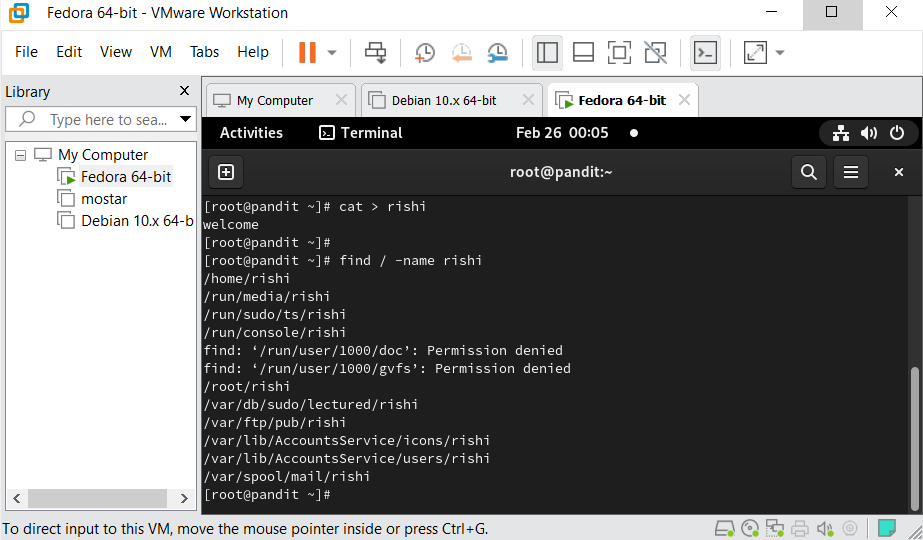 Fedora 64-bit - VMware Workstation
File Edit View VM Tabs Help
Library
Type here to sea...
My Computer
Fedora 64-bit
mostar
Debian 10.x 64-b
My Computer
Debian 10.x 64-bit
Fedora 64-bit
Activities Terminal Feb 26 00:05
root@pandit:~
[root@pandit ~]# cat > rishi
welcome
[root@pandit ~]#
[root@pandit ~]# find / -name rishi
/home/rishi
/run/media/rishi
/run/sudo/ts/rishi
/run/console/rishi
find: ‘/run/user/1000/doc’: Permission denied
find: ‘/run/user/1000/gvfs’: Permission denied
/root/rishi
/var/db/sudo/lectured/rishi
/var/ftp/pub/rishi
/var/lib/AccountsService/icons/rishi
/var/lib/AccountsService/users/rishi
/var/spool/mail/rishi
[root@pandit ~]#
To direct input to this VM, move the mouse pointer inside or press Ctrl+G.